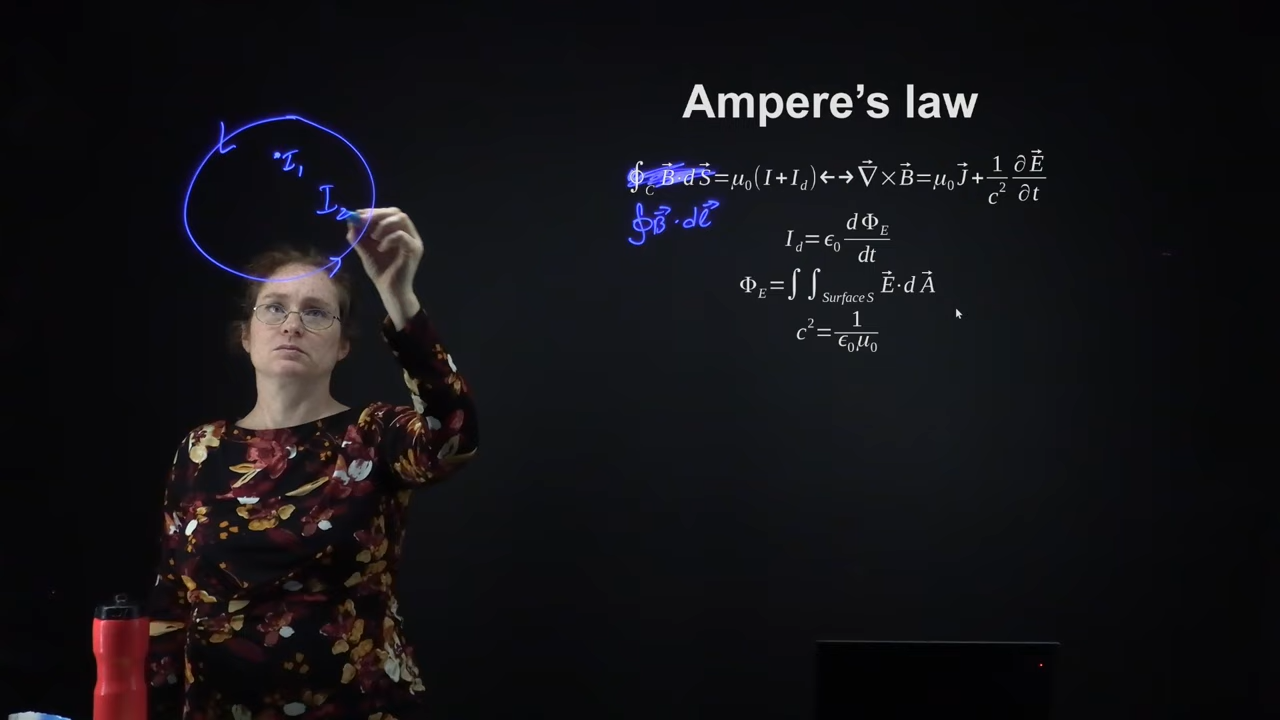 Ampere's law
∮_C B⃗·dS⃗=μ₀(I+I_d)↔∇⃗×B⃗=μ₀J⃗+1/c² ∂E⃗/∂t
∮B⃗·dl⃗
I_d=ϵ₀ dΦ_E/dt
Φ_E=∫∫_{Surface S} E⃗·dA⃗
c²=1/ϵ₀μ₀
I₁
I₂